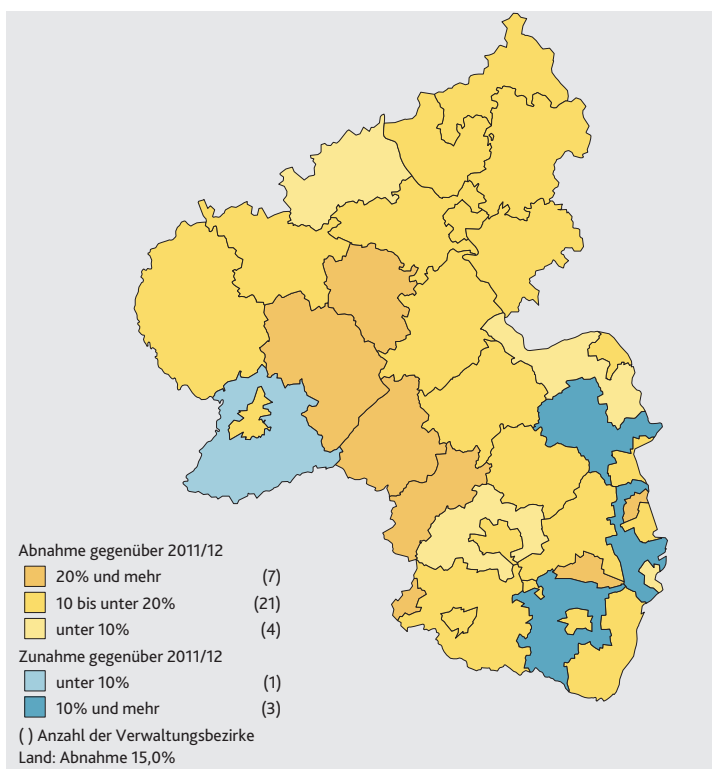 Abnahme gegenüber 2011/12
20% und mehr (7)
10 bis unter 20% (21)
unter 10% (4)
Zunahme gegenüber 2011/12
unter 10% (1)
10% und mehr (3)
( ) Anzahl der Verwaltungsbezirke
Land: Abnahme 15,0%